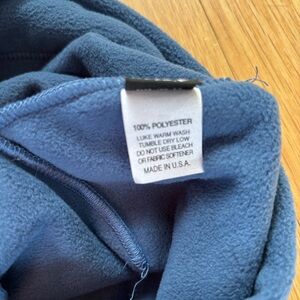 100% POLYESTER
LUKE WARM WASH
TUMBLE DRY LOW
DO NOT USE BLEACH
OR FABRIC SOFTENER
MADE IN U.S.A.